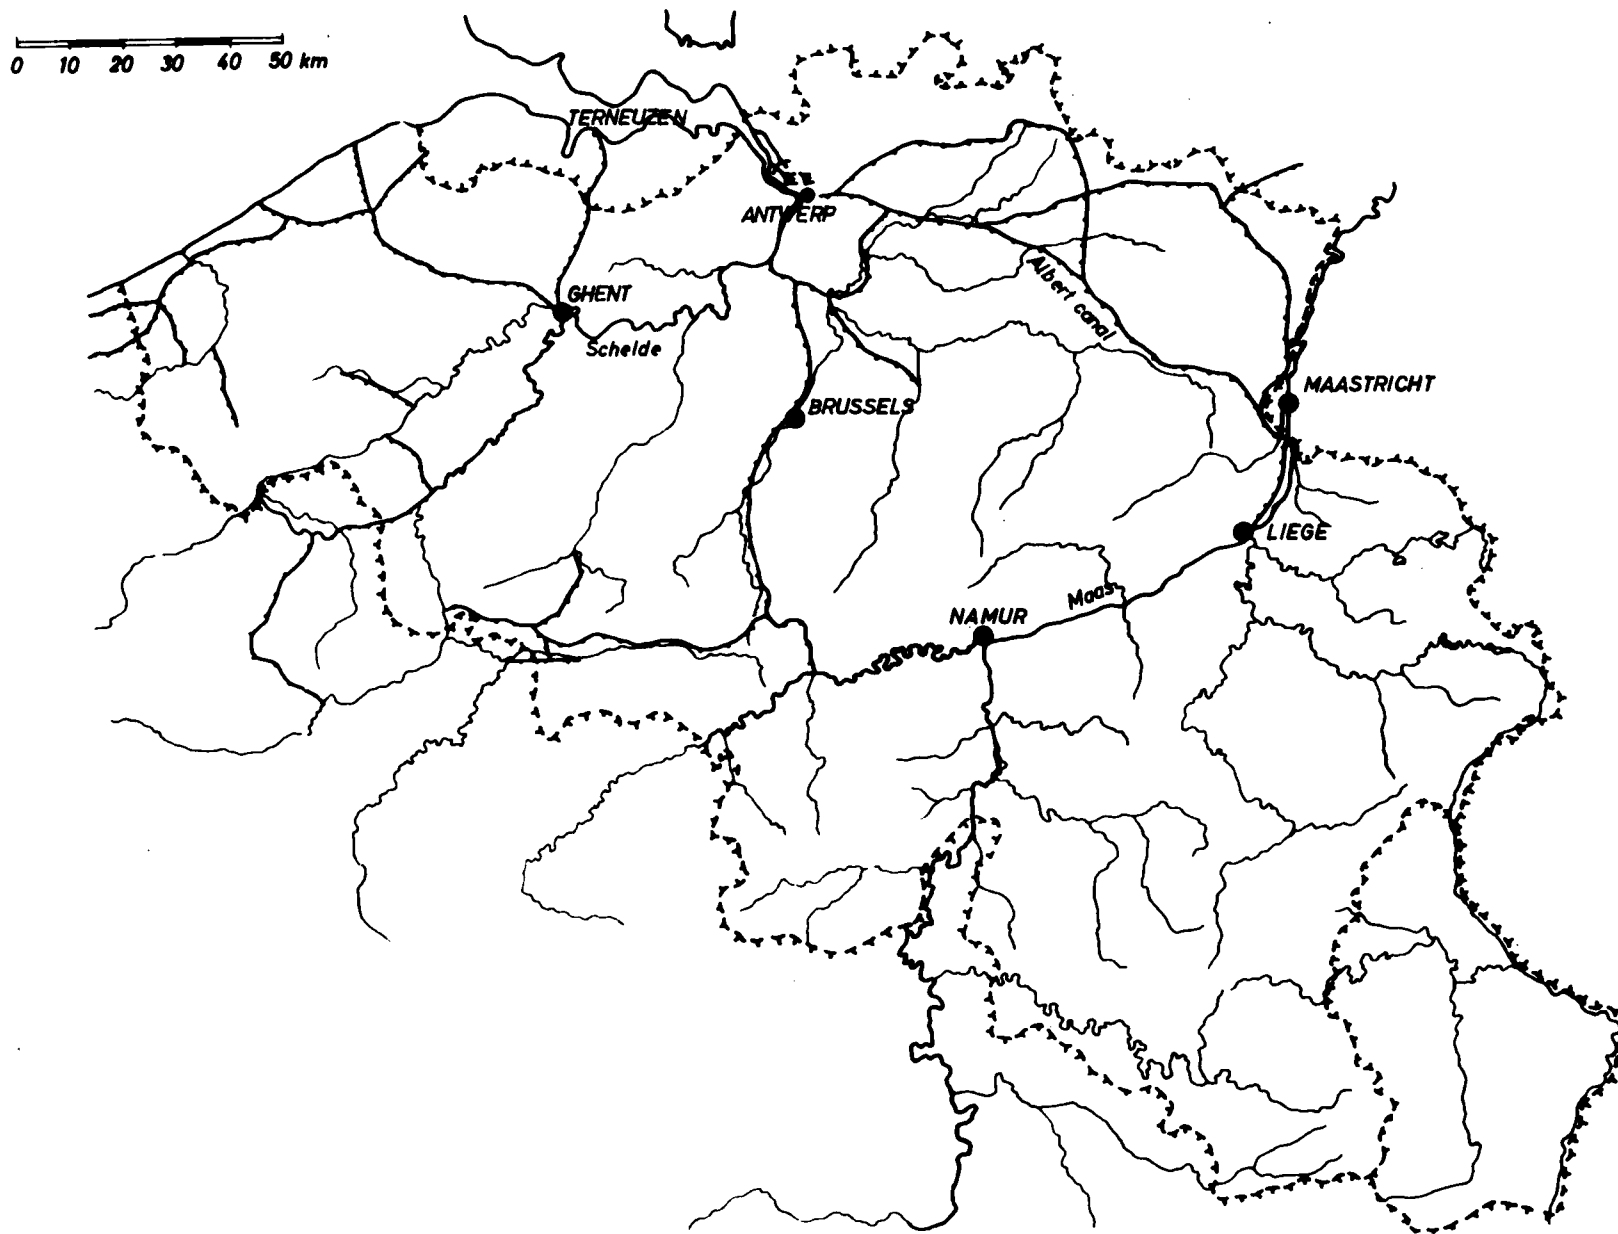 0 10 20 30 40 50 km
TERNEUZEN
ANTWERP
GHENT
Schelde
Albert canal
BRUSSELS
MAASTRICHT
LIEGE
Maas
NAMUR